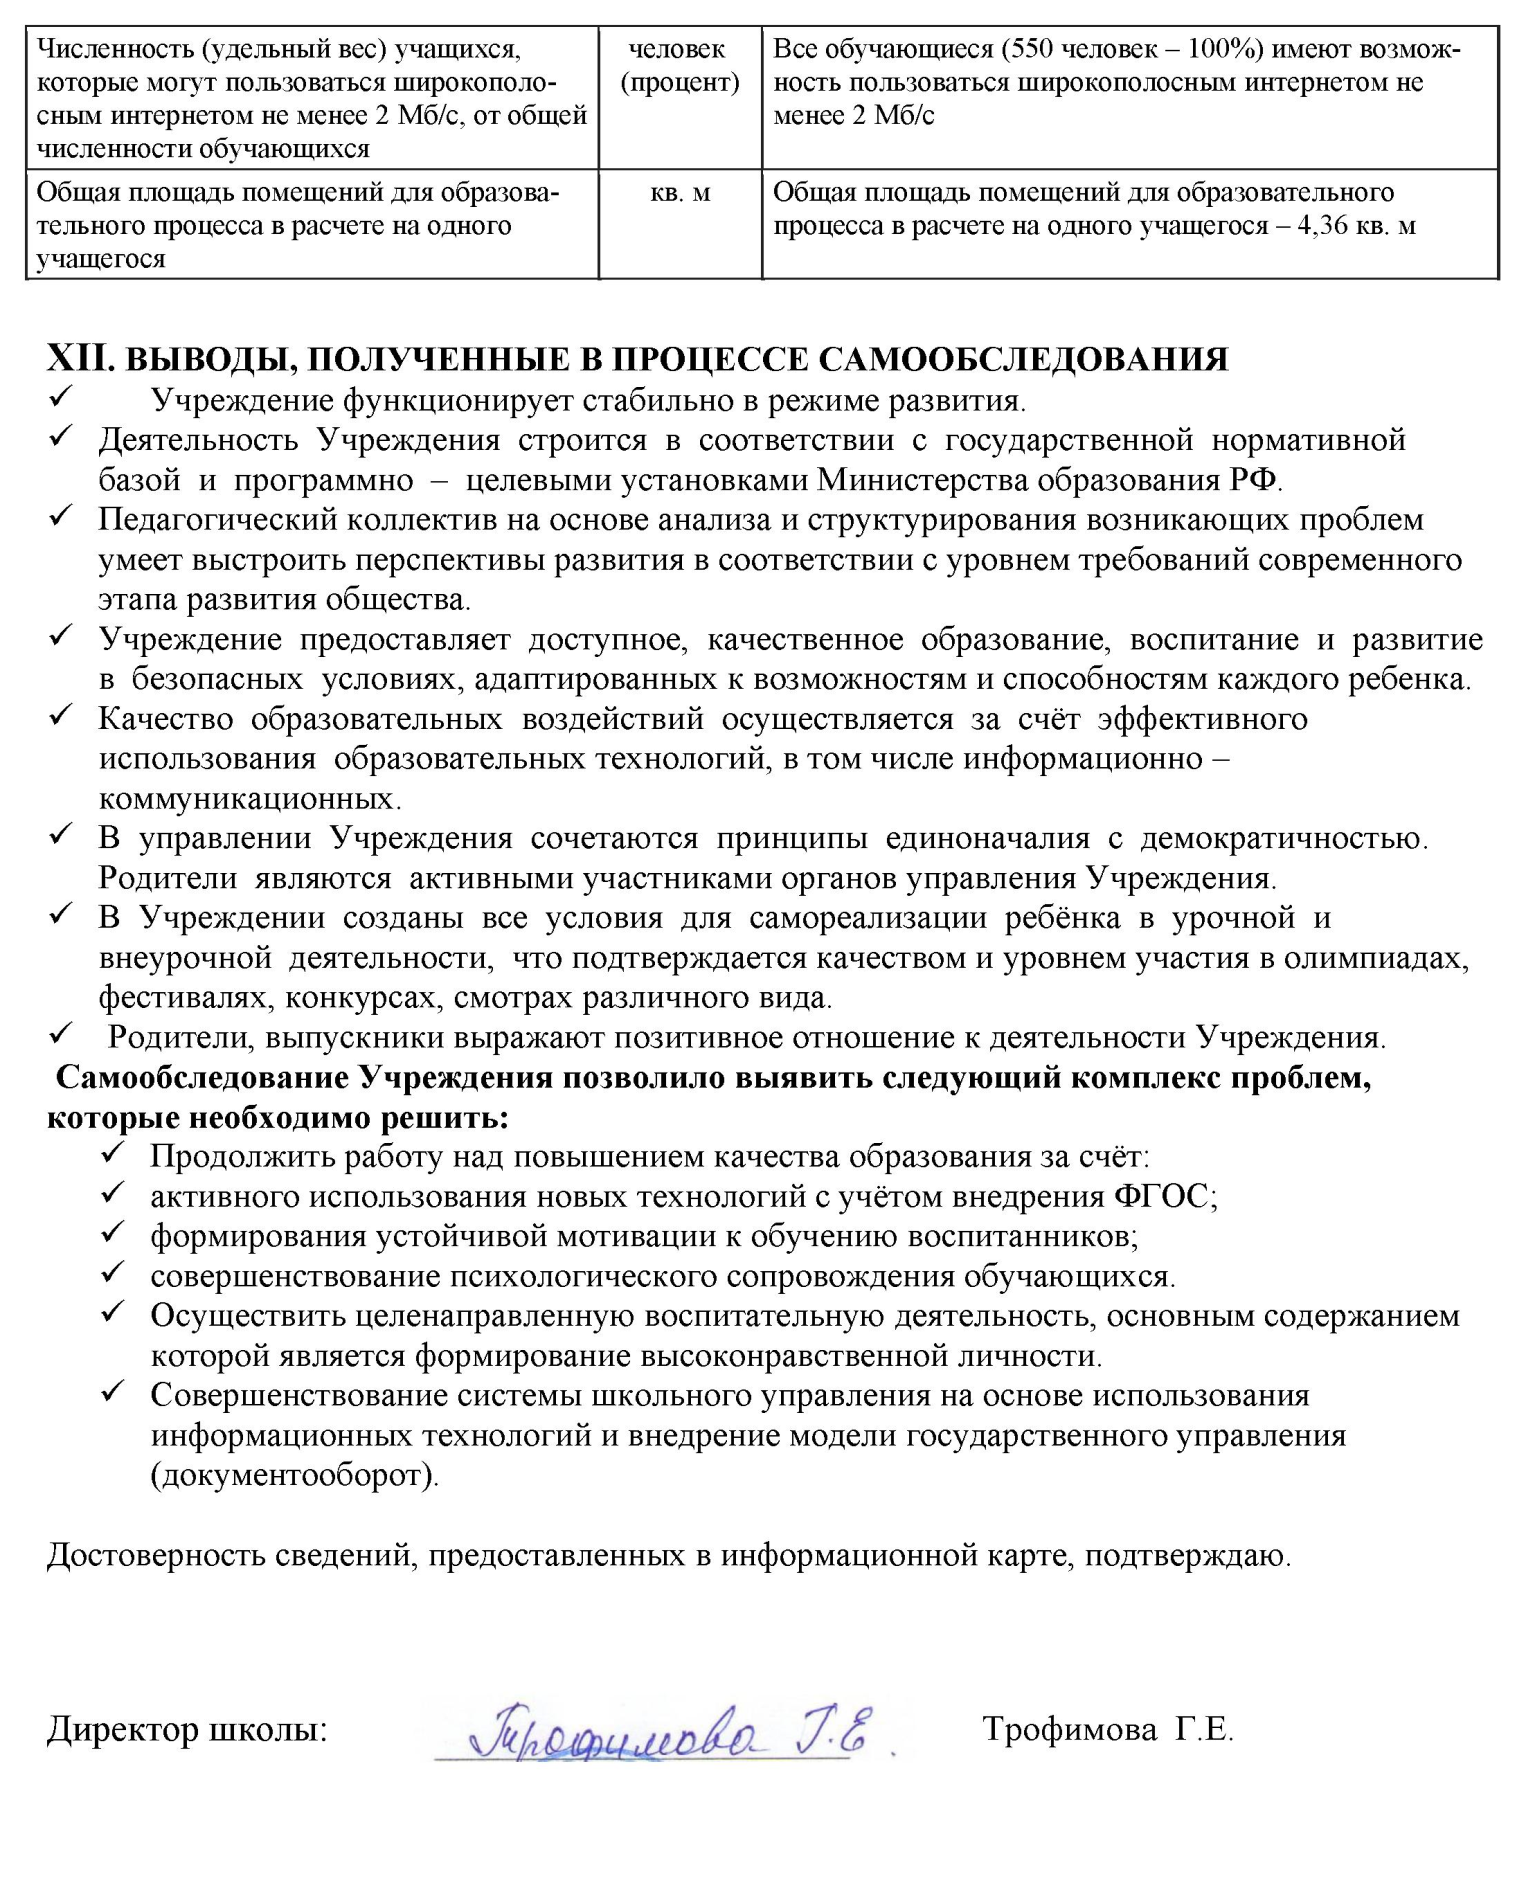 Численность (удельный вес) учащихся,
которые могут пользоваться широкополо-
сным интернетом не менее 2 Мб/с, от общей
численности обучающихся
человек
(процент)
Все обучающиеся (550 человек – 100%) имеют возмож-
ность пользоваться широкополосным интернетом не
менее 2 Мб/с
Общая площадь помещений для образова-
тельного процесса в расчете на одного
учащегося
кв. м
Общая площадь помещений для образовательного
процесса в расчете на одного учащегося – 4,36 кв. м
XII. ВЫВОДЫ, ПОЛУЧЕННЫЕ В ПРОЦЕССЕ САМООБСЛЕДОВАНИЯ
✓ Учреждение функционирует стабильно в режиме развития.
✓ Деятельность Учреждения строится в соответствии с государственной нормативной
базой и программно – целевыми установками Министерства образования РФ.
✓ Педагогический коллектив на основе анализа и структурирования возникающих проблем
умеет выстроить перспективы развития в соответствии с уровнем требований современного
этапа развития общества.
✓ Учреждение предоставляет доступное, качественное образование, воспитание и развитие
в безопасных условиях, адаптированных к возможностям и способностям каждого ребенка.
✓ Качество образовательных воздействий осуществляется за счёт эффективного
использования образовательных технологий, в том числе информационно –
коммуникационных.
✓ В управлении Учреждения сочетаются принципы единоначалия с демократичностью.
Родители являются активными участниками органов управления Учреждения.
✓ В Учреждении созданы все условия для самореализации ребёнка в урочной и
внеурочной деятельности, что подтверждается качеством и уровнем участия в олимпиадах,
фестивалях, конкурсах, смотрах различного вида.
✓ Родители, выпускники выражают позитивное отношение к деятельности Учреждения.
Самообследование Учреждения позволило выявить следующий комплекс проблем,
которые необходимо решить:
✓ Продолжить работу над повышением качества образования за счёт:
✓ активного использования новых технологий с учётом внедрения ФГОС;
✓ формирования устойчивой мотивации к обучению воспитанников;
✓ совершенствование психологического сопровождения обучающихся.
✓ Осуществить целенаправленную воспитательную деятельность, основным содержанием
которой является формирование высоконравственной личности.
✓ Совершенствование системы школьного управления на основе использования
информационных технологий и внедрение модели государственного управления
(документооборот).
Достоверность сведений, предоставленных в информационной карте, подтверждаю.
Директор школы: Трофимова Г.Е. Трофимова Г.Е.